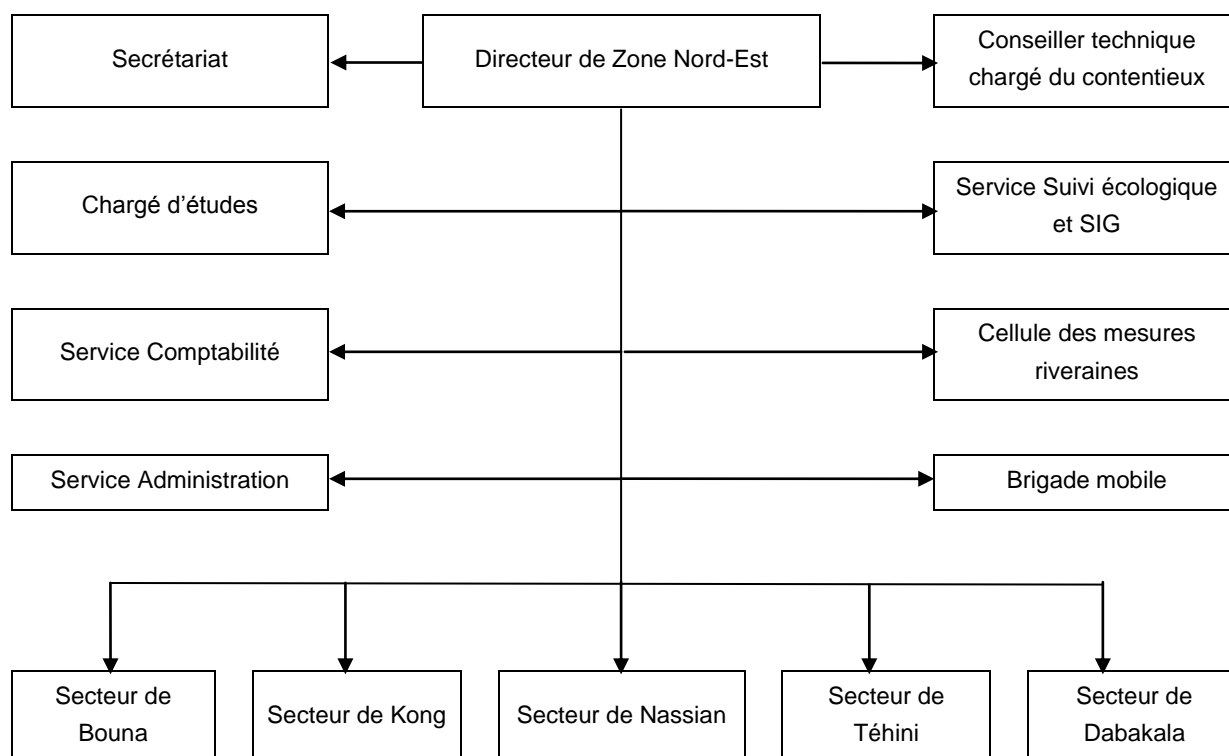 Secrétariat
Directeur de Zone Nord-Est
Conseiller technique
chargé du contentieux
Chargé d’études
Service Suivi écologique
et SIG
Service Comptabilité
Cellule des mesures
riveraines
Service Administration
Brigade mobile
Secteur de
Bouna
Secteur de Kong
Secteur de Nassian
Secteur de
Téhini
Secteur de
Dabakala